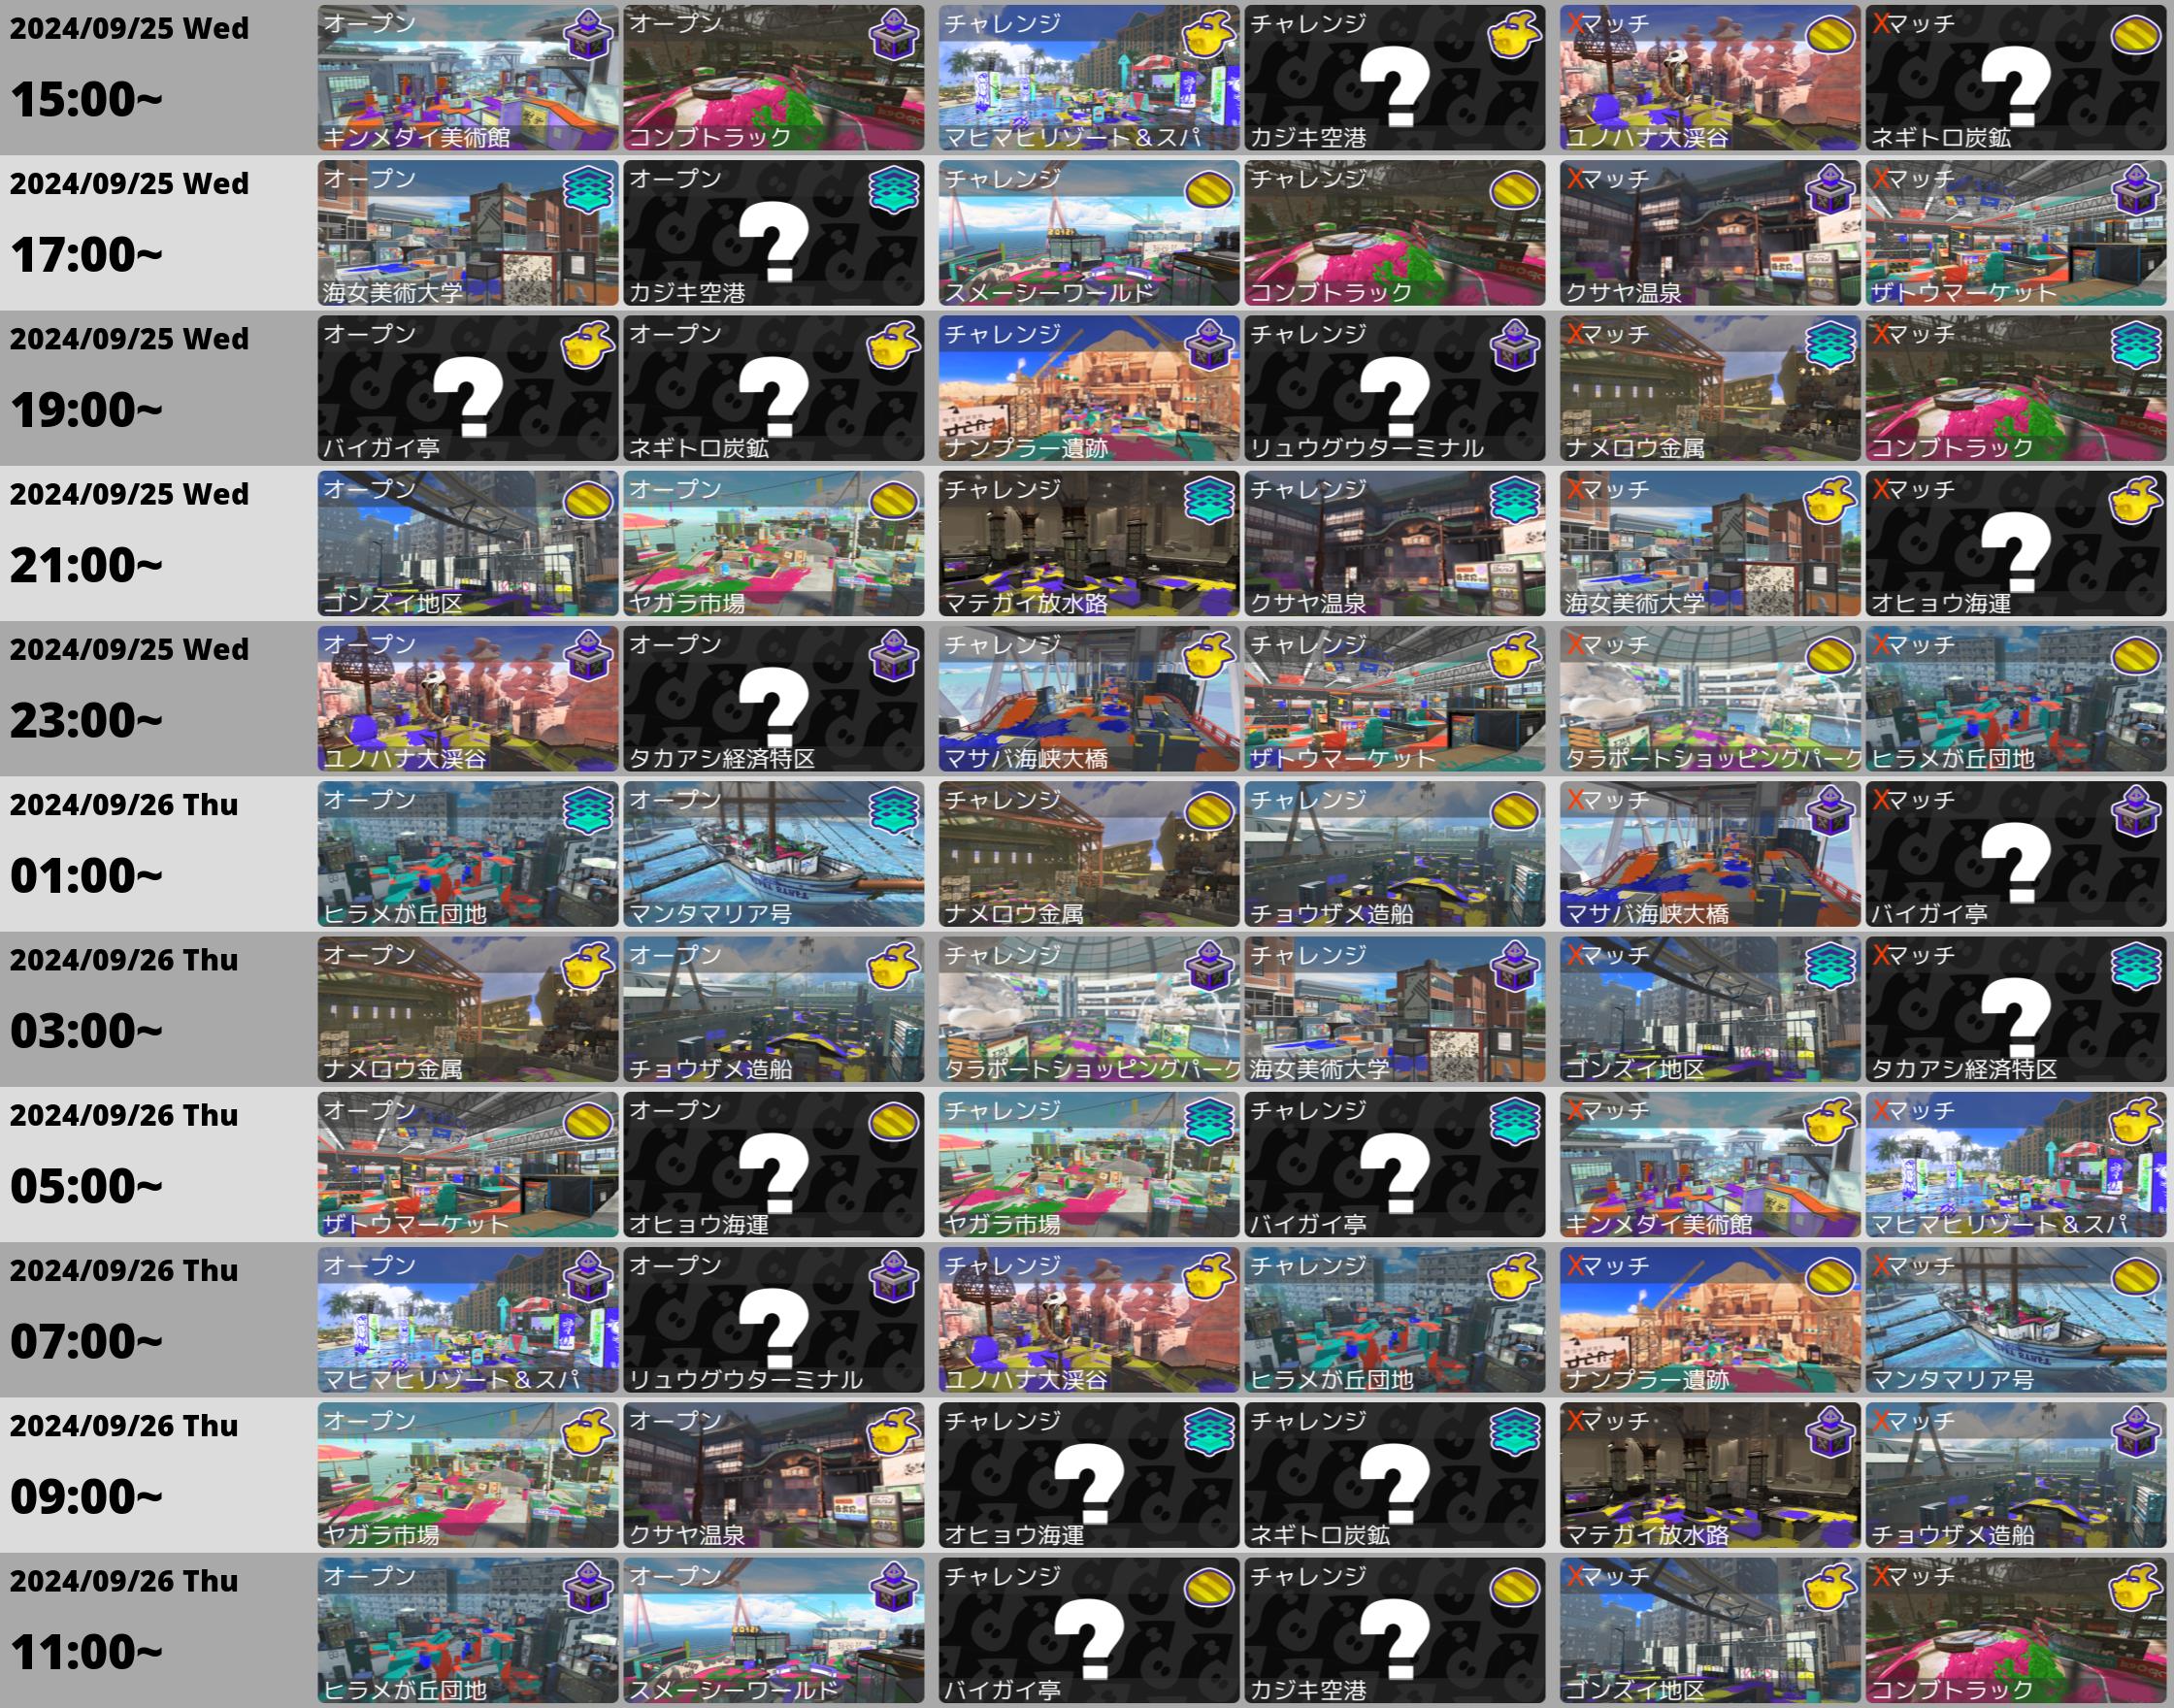 2024/09/25 Wed
15:00~
オープン
キンメダイ美術館
オープン
コンブトラック
チャレンジ
マヒマヒリゾート＆スパ
チャレンジ
カジキ空港
Xマッチ
ユノハナ大渓谷
Xマッチ
ネギトロ炭鉱
2024/09/25 Wed
17:00~
オープン
海女美術大学
オープン
カジキ空港
チャレンジ
スメーシーワールド
チャレンジ
コンブトラック
Xマッチ
クサヤ温泉
Xマッチ
ザトウマーケット
2024/09/25 Wed
19:00~
オープン
バイガイ亭
オープン
ネギトロ炭鉱
チャレンジ
ナンプラー遺跡
チャレンジ
リュウグウターミナル
Xマッチ
ナメロウ金属
Xマッチ
コンブトラック
2024/09/25 Wed
21:00~
オープン
ゴンズイ地区
オープン
ヤガラ市場
チャレンジ
マテガイ放水路
チャレンジ
クサヤ温泉
Xマッチ
海女美術大学
Xマッチ
オヒョウ海運
2024/09/25 Wed
23:00~
オープン
ユノハナ大渓谷
オープン
タカアシ経済特区
チャレンジ
マサバ海峡大橋
チャレンジ
ザトウマーケット
Xマッチ
タラポートショッピングパーク
Xマッチ
ヒラメが丘団地
2024/09/26 Thu
01:00~
オープン
ヒラメが丘団地
オープン
マンタマリア号
チャレンジ
ナメロウ金属
チャレンジ
チョウザメ造船
Xマッチ
マサバ海峡大橋
Xマッチ
バイガイ亭
2024/09/26 Thu
03:00~
オープン
ナメロウ金属
オープン
チョウザメ造船
チャレンジ
タラポートショッピングパーク
チャレンジ
海女美術大学
Xマッチ
ゴンズイ地区
Xマッチ
タカアシ経済特区
2024/09/26 Thu
05:00~
オープン
ザトウマーケット
オープン
オヒョウ海運
チャレンジ
ヤガラ市場
チャレンジ
バイガイ亭
Xマッチ
キンメダイ美術館
Xマッチ
マヒマヒリゾート＆スパ
2024/09/26 Thu
07:00~
オープン
マヒマヒリゾート＆スパ
オープン
リュウグウターミナル
チャレンジ
ユノハナ大渓谷
チャレンジ
ヒラメが丘団地
Xマッチ
ナンプラー遺跡
Xマッチ
マンタマリア号
2024/09/26 Thu
09:00~
オープン
ヤガラ市場
オープン
クサヤ温泉
チャレンジ
オヒョウ海運
チャレンジ
ネギトロ炭鉱
Xマッチ
マテガイ放水路
Xマッチ
チョウザメ造船
2024/09/26 Thu
11:00~
オープン
ヒラメが丘団地
オープン
スメーシーワールド
チャレンジ
バイガイ亭
チャレンジ
カジキ空港
Xマッチ
ゴンズイ地区
Xマッチ
コンブトラック